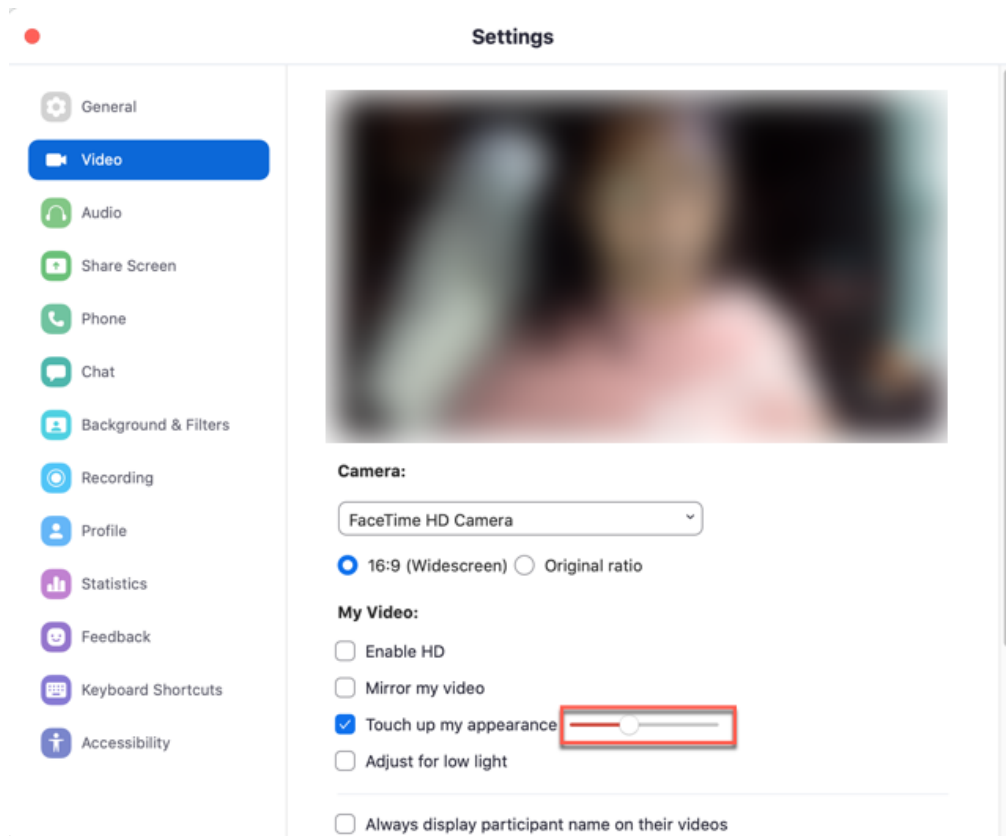 Settings
General
Video
Audio
Share Screen
Phone
Chat
Background & Filters
Recording
Profile
Statistics
Feedback
Keyboard Shortcuts
Accessibility
Camera:
FaceTime HD Camera
16:9 (Widescreen) Original ratio
My Video:
Enable HD
Mirror my video
Touch up my appearance
Adjust for low light
Always display participant name on their videos